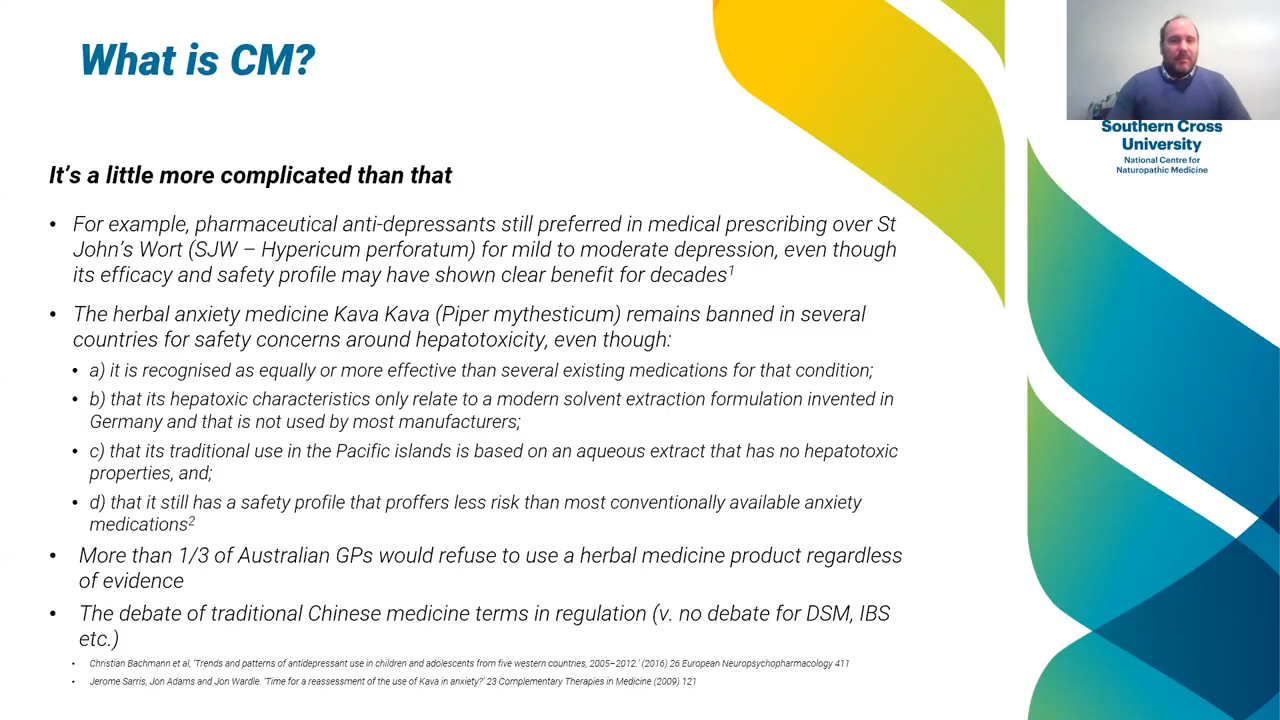 What is CM?
Southern Cross
University
National Centre for
Naturopathic Medicine
It's a little more complicated than that
• For example, pharmaceutical anti-depressants still preferred in medical prescribing over St
John's Wort (SJW – Hypericum perforatum) for mild to moderate depression, even though
its efficacy and safety profile may have shown clear benefit for decades1
• The herbal anxiety medicine Kava Kava (Piper mythesticum) remains banned in several
countries for safety concerns around hepatotoxicity, even though:
• a) it is recognised as equally or more effective than several existing medications for that condition;
• b) that its hepatoxic characteristics only relate to a modern solvent extraction formulation invented in
Germany and that is not used by most manufacturers;
• c) that its traditional use in the Pacific islands is based on an aqueous extract that has no hepatotoxic
properties, and;
• d) that it still has a safety profile that proffers less risk than most conventionally available anxiety
medications2
• More than 1/3 of Australian GPs would refuse to use a herbal medicine product regardless
of evidence
• The debate of traditional Chinese medicine terms in regulation (v. no debate for DSM, IBS
etc.)
• Christian Bachmann et al, 'Trends and patterns of antidepressant use in children and adolescents from five western countries, 2005–2012.' (2016) 26 European Neuropsychopharmacology 411
• Jerome Sarris, Jon Adams and Jon Wardle. 'Time for a reassessment of the use of Kava in anxiety?' 23 Complementary Therapies in Medicine (2009) 121